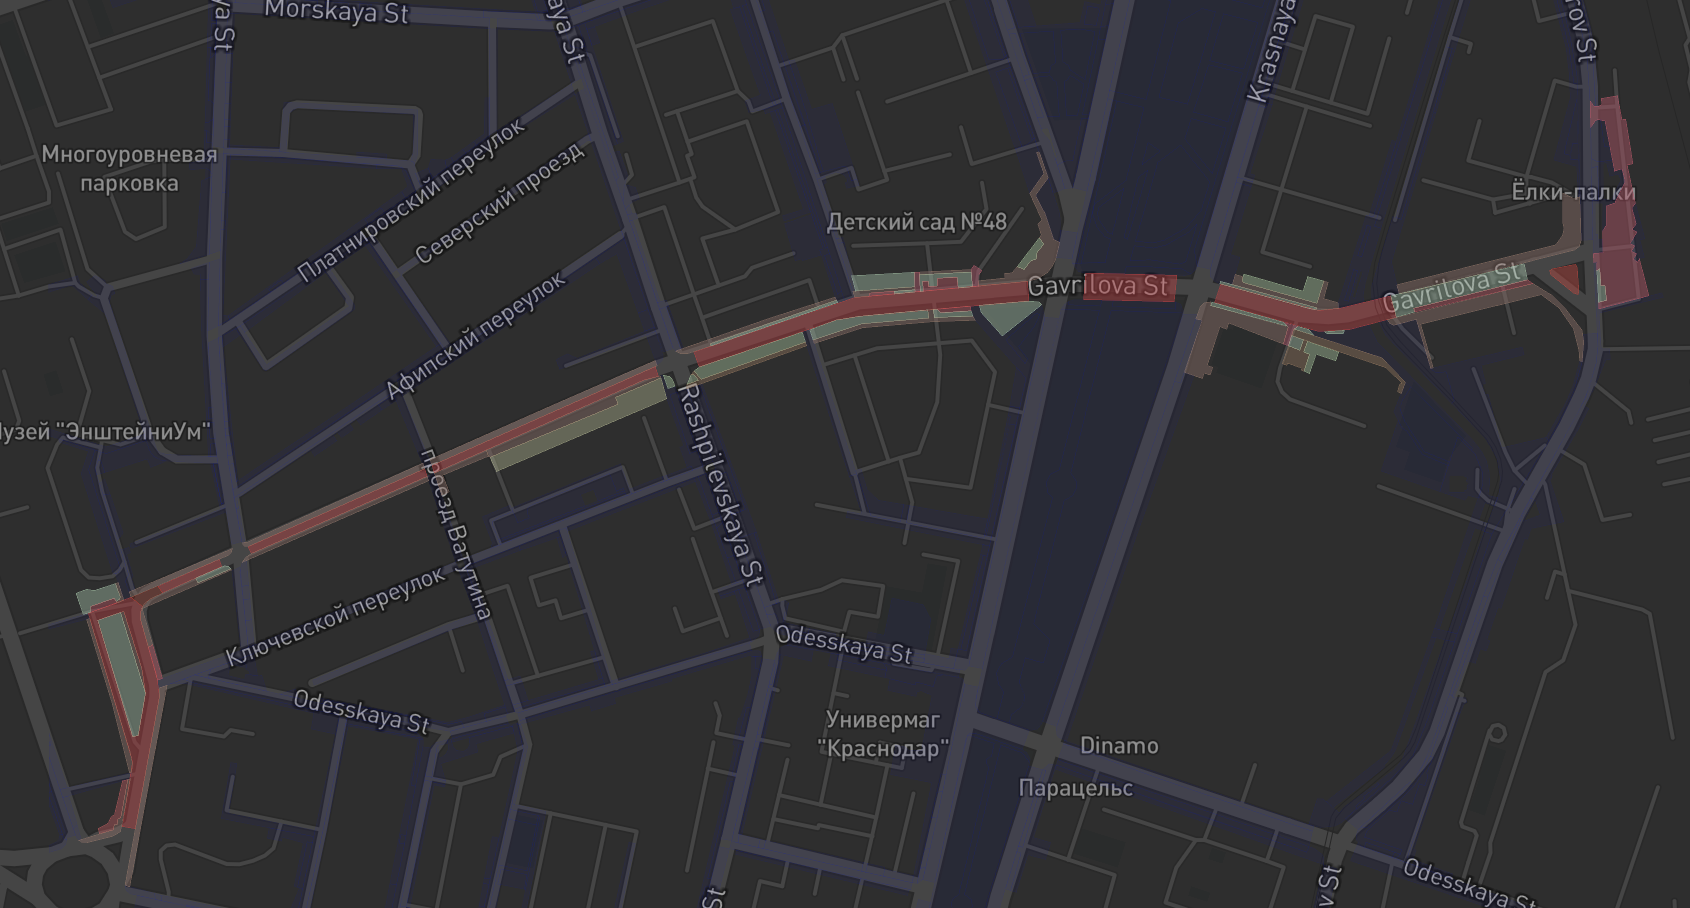 Morskaya St
ya St
aya St
Krasnaya
rov St
Многоуровневая
парковка
Платнировский переулок
Северский проезд
Ёлки-палки
Детский сад №48
Gavrilova St
Gavrilova St
Афипский переулок
узей "ЭнштейниУм"
Rashpilevskaya St
проезд Ватутина
Ключевской переулок
Odesskaya St
Odesskaya St
Универмаг
"Краснодар"
Dinamo
Парацельс
Odesskaya St
St
v St